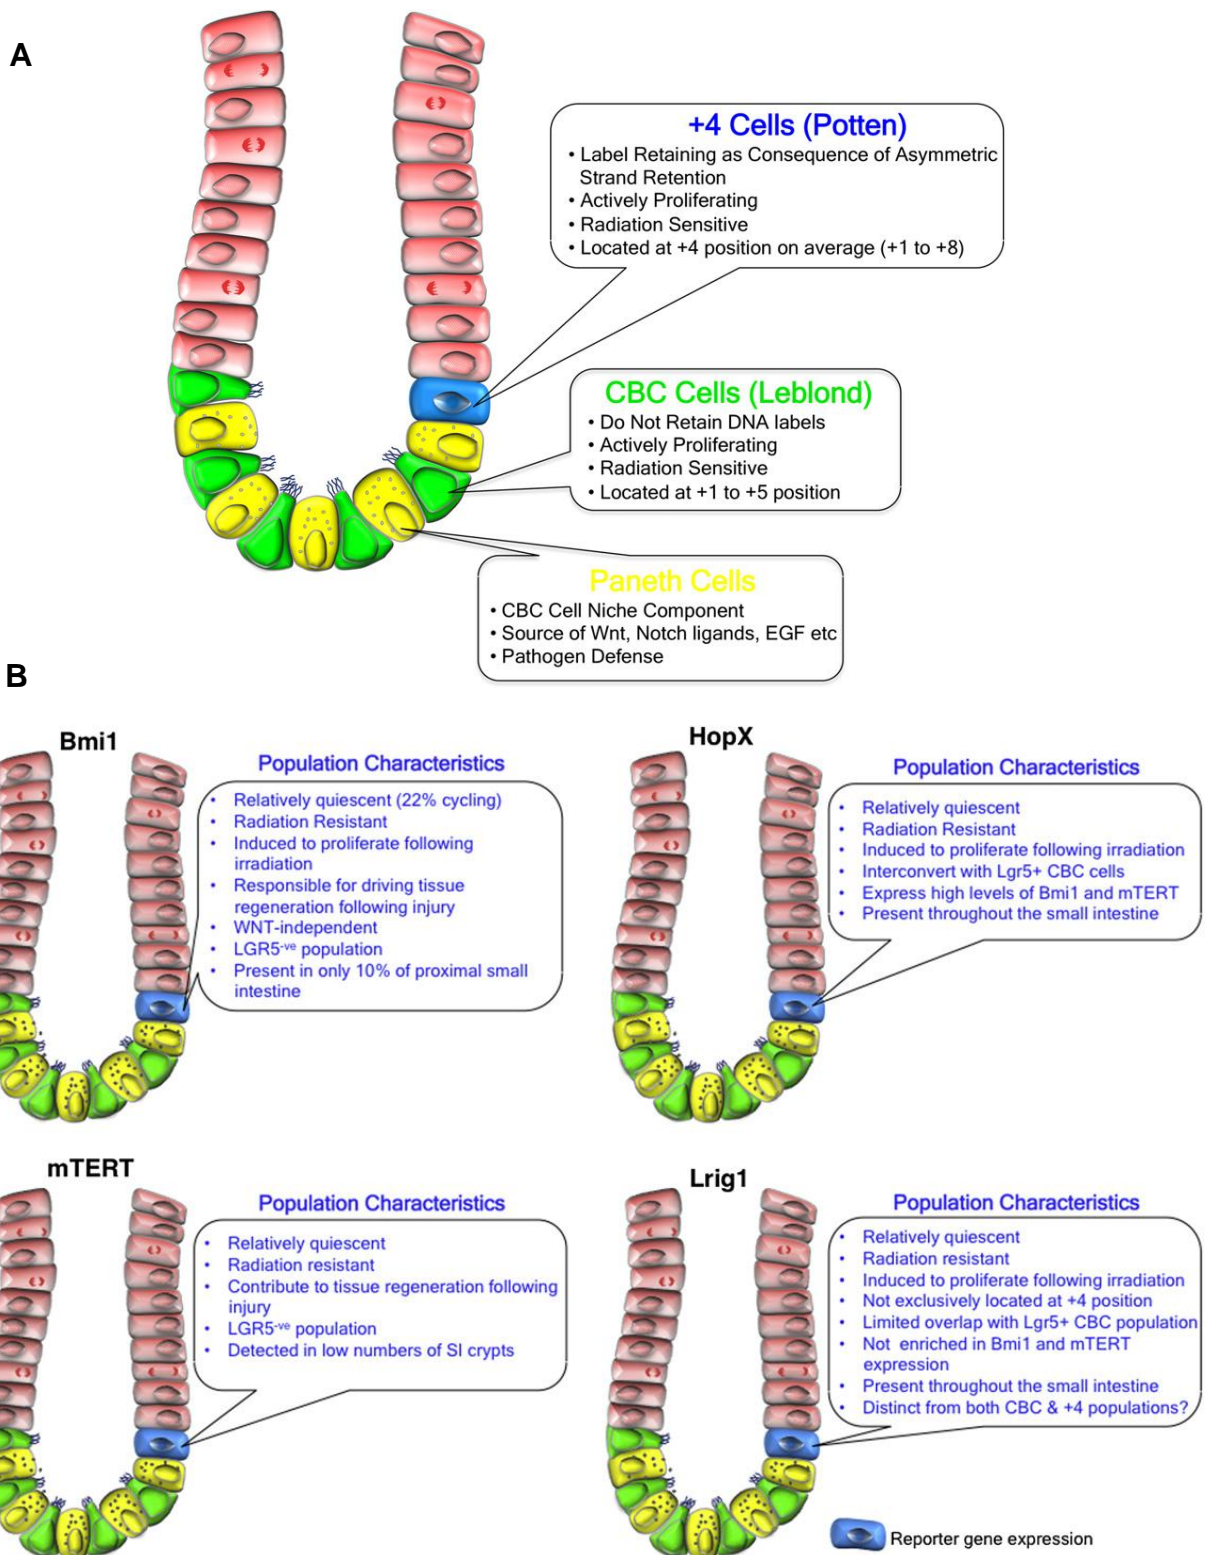 A
+4 Cells (Potten)
• Label Retaining as Consequence of Asymmetric
Strand Retention
• Actively Proliferating
• Radiation Sensitive
• Located at +4 position on average (+1 to +8)
CBC Cells (Leblond)
• Do Not Retain DNA labels
• Actively Proliferating
• Radiation Sensitive
• Located at +1 to +5 position
Paneth Cells
• CBC Cell Niche Component
• Source of Wnt, Notch ligands, EGF etc
• Pathogen Defense
B
Bmi1
Population Characteristics
• Relatively quiescent (22% cycling)
• Radiation Resistant
• Induced to proliferate following
irradiation
• Responsible for driving tissue
regeneration following injury
• WNT-independent
• LGR5-ve population
• Present in only 10% of proximal small
intestine
HopX
Population Characteristics
• Relatively quiescent
• Radiation Resistant
• Induced to proliferate following irradiation
• Interconvert with Lgr5+ CBC cells
• Express high levels of Bmi1 and mTERT
• Present throughout the small intestine
mTERT
Population Characteristics
• Relatively quiescent
• Radiation resistant
• Contribute to tissue regeneration following
injury
• LGR5-ve population
• Detected in low numbers of SI crypts
Lrig1
Population Characteristics
• Relatively quiescent
• Radiation resistant
• Induced to proliferate following irradiation
• Not exclusively located at +4 position
• Limited overlap with Lgr5+ CBC population
• Not enriched in Bmi1 and mTERT
expression
• Present throughout the small intestine
• Distinct from both CBC & +4 populations?
Reporter gene expression